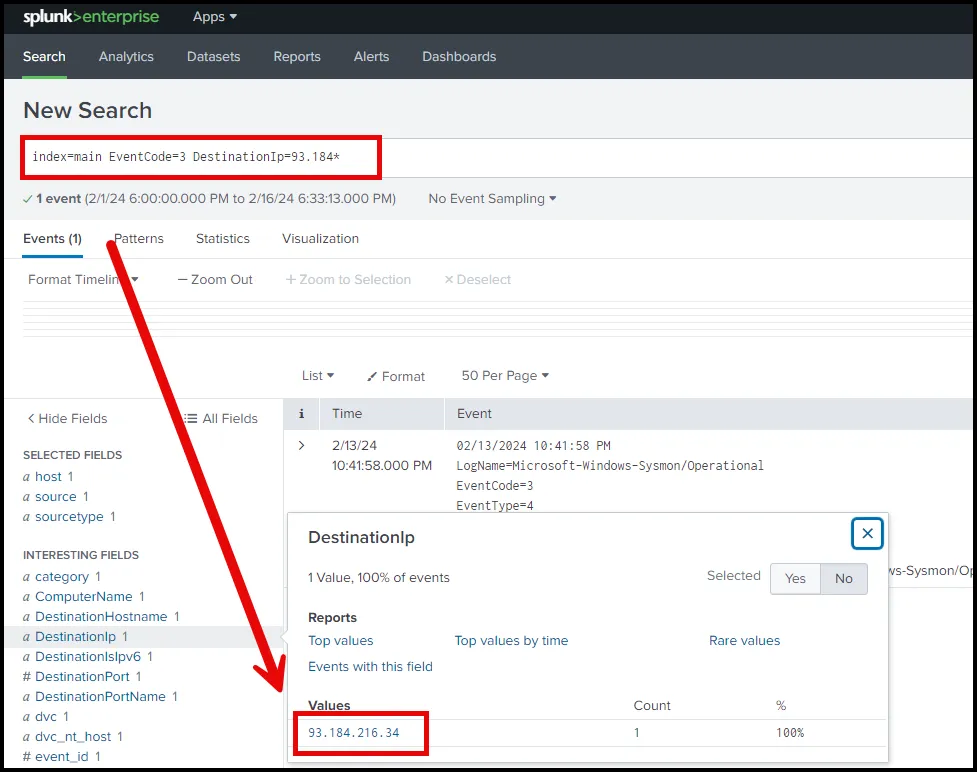 splunk>enterprise Apps
Search Analytics Datasets Reports Alerts Dashboards
New Search
index=main EventCode=3 DestinationIp=93.184*
1 event (2/1/24 6:00:00.000 PM to 2/16/24 6:33:13.000 PM) No Event Sampling
Events (1) Patterns Statistics Visualization
Format Timelin — Zoom Out + Zoom to Selection × Deselect
List Format 50 Per Page
< Hide Fields All Fields i Time Event
SELECTED FIELDS
a host 1
a source 1
a sourcetype 1
INTERESTING FIELDS
a category 1
a ComputerName 1
a DestinationHostname 1
a DestinationIp 1
a DestinationIsIpv6 1
# DestinationPort 1
a DestinationPortName 1
a dvc 1
a dvc_nt_host 1
# event_id 1
> 2/13/24
10:41:58.000 PM
02/13/2024 10:41:58 PM
LogName=Microsoft-Windows-Sysmon/Operational
EventCode=3
EventType=4
ws-Sysmon/Op
DestinationIp
1 Value, 100% of events Selected Yes No
Reports
Top values Top values by time Rare values
Events with this field
Values Count %
93.184.216.34 1 100%